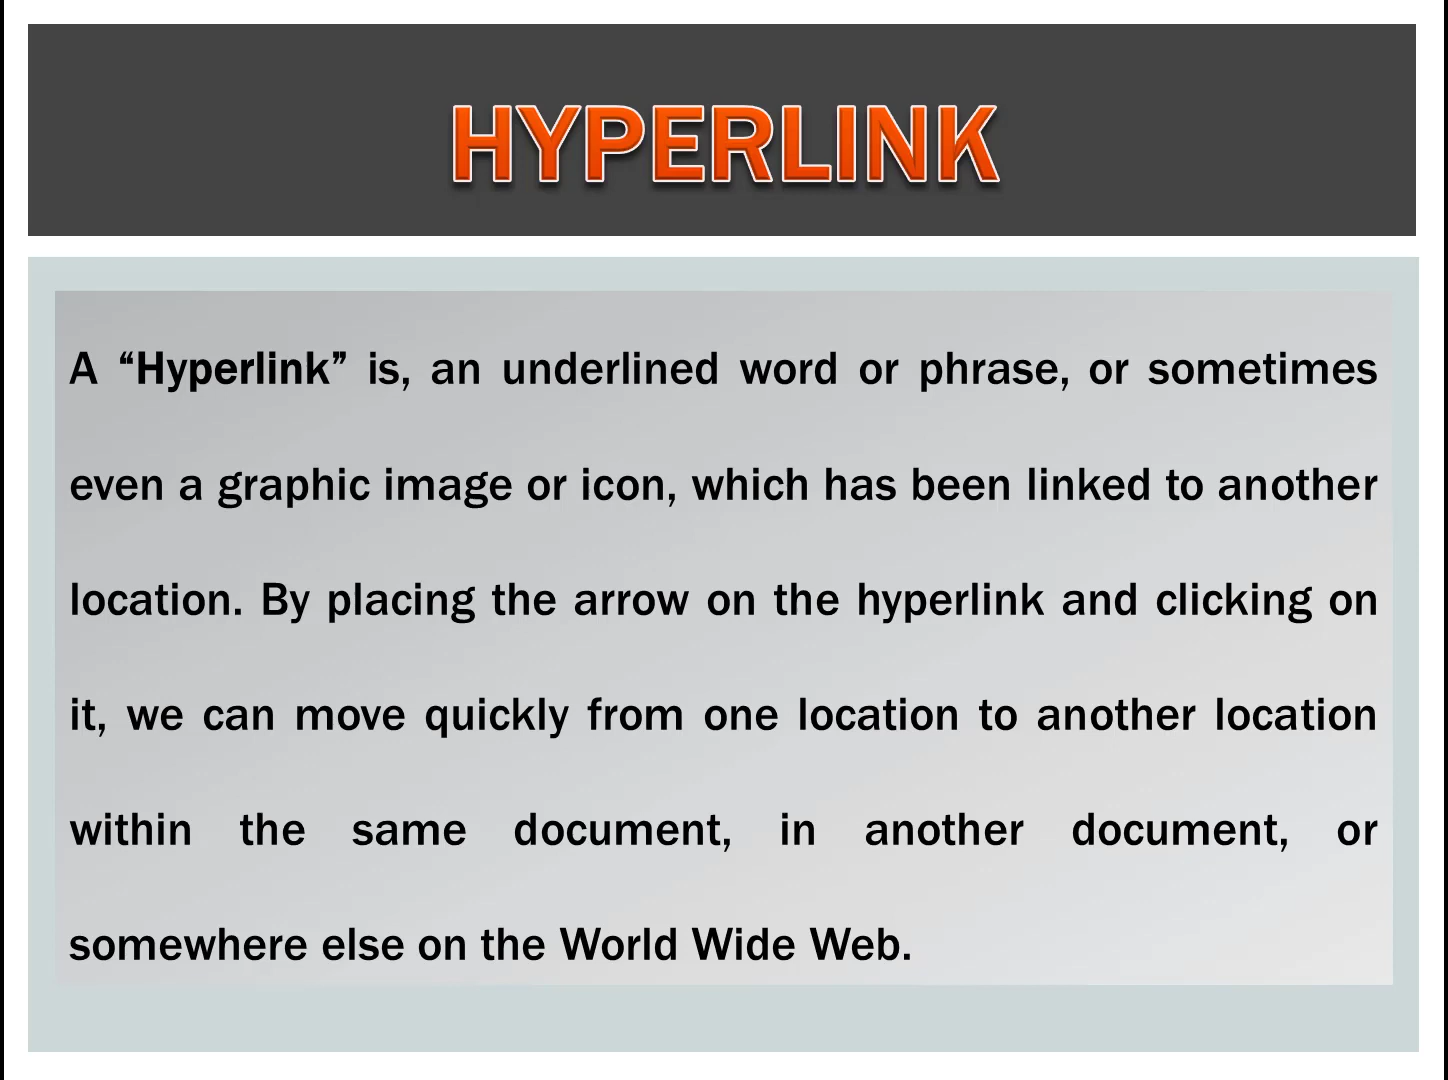 HYPERLINK
A “Hyperlink” is, an underlined word or phrase, or sometimes
even a graphic image or icon, which has been linked to another
location. By placing the arrow on the hyperlink and clicking on
it, we can move quickly from one location to another location
within the same document, in another document, or
somewhere else on the World Wide Web.